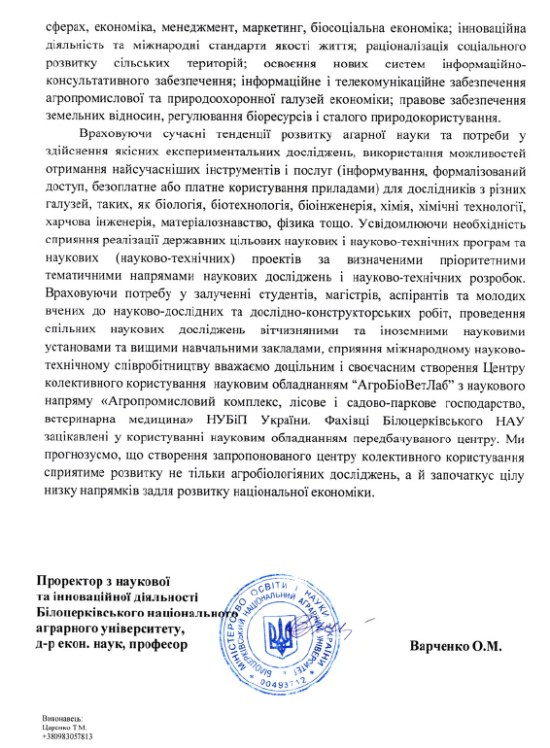 сферах, економіка, менеджмент, маркетинг, біосоціальна економіка; інноваційна
діяльність та міжнародні стандарти якості життя; раціоналізація соціального
розвитку сільських територій; освоєння нових систем інформаційно-
консультативного забезпечення; інформаційне і телекомунікаційне забезпечення
агропромислової та природоохоронної галузей економіки; правове забезпечення
земельних відносин, регулювання біоресурсів і сталого природокористування.
Враховуючи сучасні тенденції розвитку аграної науки та потреби у
здійснення якісних експериментальних досліджень, використання можливостей
отримання найсучасніших інструментів і послуг (інформування, формалізований
доступ, безоплатне або платне користування приладами) для дослідників з різних
галузей, таких, як біологія, біотехнологія, біоінженерія, хімія, хімічні технології,
харчова інженерія, матеріалознавство, фізика тощо. Усвідомлюючи необхідність
сприяння реалізації державних цільових наукових і науково-технічних програм та
наукових (науково-технічних) проектів за визначеними пріоритетними
тематичними напрямами наукових досліджень і науково-технічних розробок.
Враховуючи потребу у залученні студентів, магістрів, аспірантів та молодих
вчених до науково-дослідних та дослідно-конструкторських робіт, проведення
спільних наукових досліджень вітчизняними та іноземними науковими
установами та вищими навчальними закладами, сприяння міжнародному науково-
технічному співробітництву вважаємо доцільним і своєчасним створення Центру
колективного користування науковим обладнанням “АгроБіоВетЛаб” з наукового
напряму «Агропромисловий комплекс, лісове і садово-паркове господарство,
ветеринарна медицина» НУБіП України. Фахівці Білоцерківського НАУ
зацікавлені у користуванні науковим обладнанням передбачуваного центру. Ми
прогнозуємо, що створення запропонованого центру колективного користування
сприятиме розвитку не тільки агробіологіяних досліджень, а й започаткує цілу
низку напрямків задля розвитку національної економіки.
Проректор з наукової
та інноваційної діяльності
Білоцерківського національного
аграрного університету,
д-р екон. наук, професор
Варченко О.М.
МІНІСТЕРСТВО ОСВІТИ І НАУКИ УКРАЇНИ
БІЛОЦЕРКІВСЬКИЙ НАЦІОНАЛЬНИЙ АГРАРНИЙ УНІВЕРСИТЕТ
* 00493712 *
Виконавець:
Царенко Т.М.
+380983057813